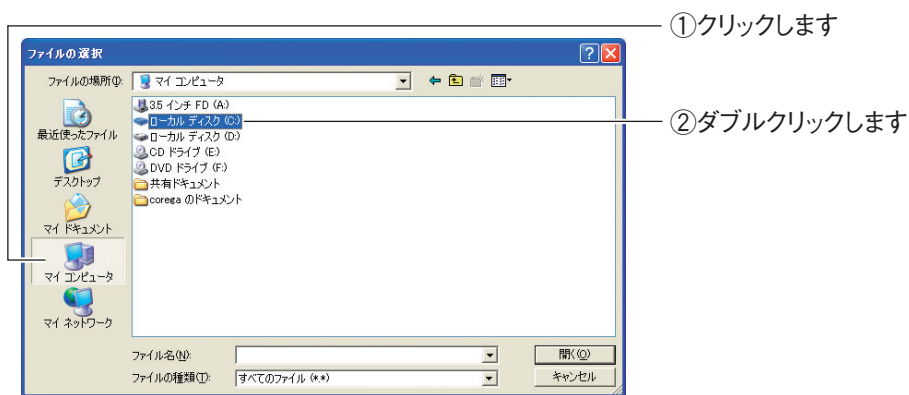 ①クリックします
ファイルの選択
ファイルの場所(I):
マイ コンピュータ
3.5 インチ FD (A:)
ローカル ディスク (C:)
②ダブルクリックします
ローカル ディスク (D:)
CD ドライブ (E:)
DVD ドライブ (F:)
共有ドキュメント
corega のドキュメント
最近使ったファイル
デスクトップ
マイ ドキュメント
マイ コンピュータ
マイ ネットワーク
ファイル名(N):
開く(O)
ファイルの種類(T):
すべてのファイル (*.*)
キャンセル